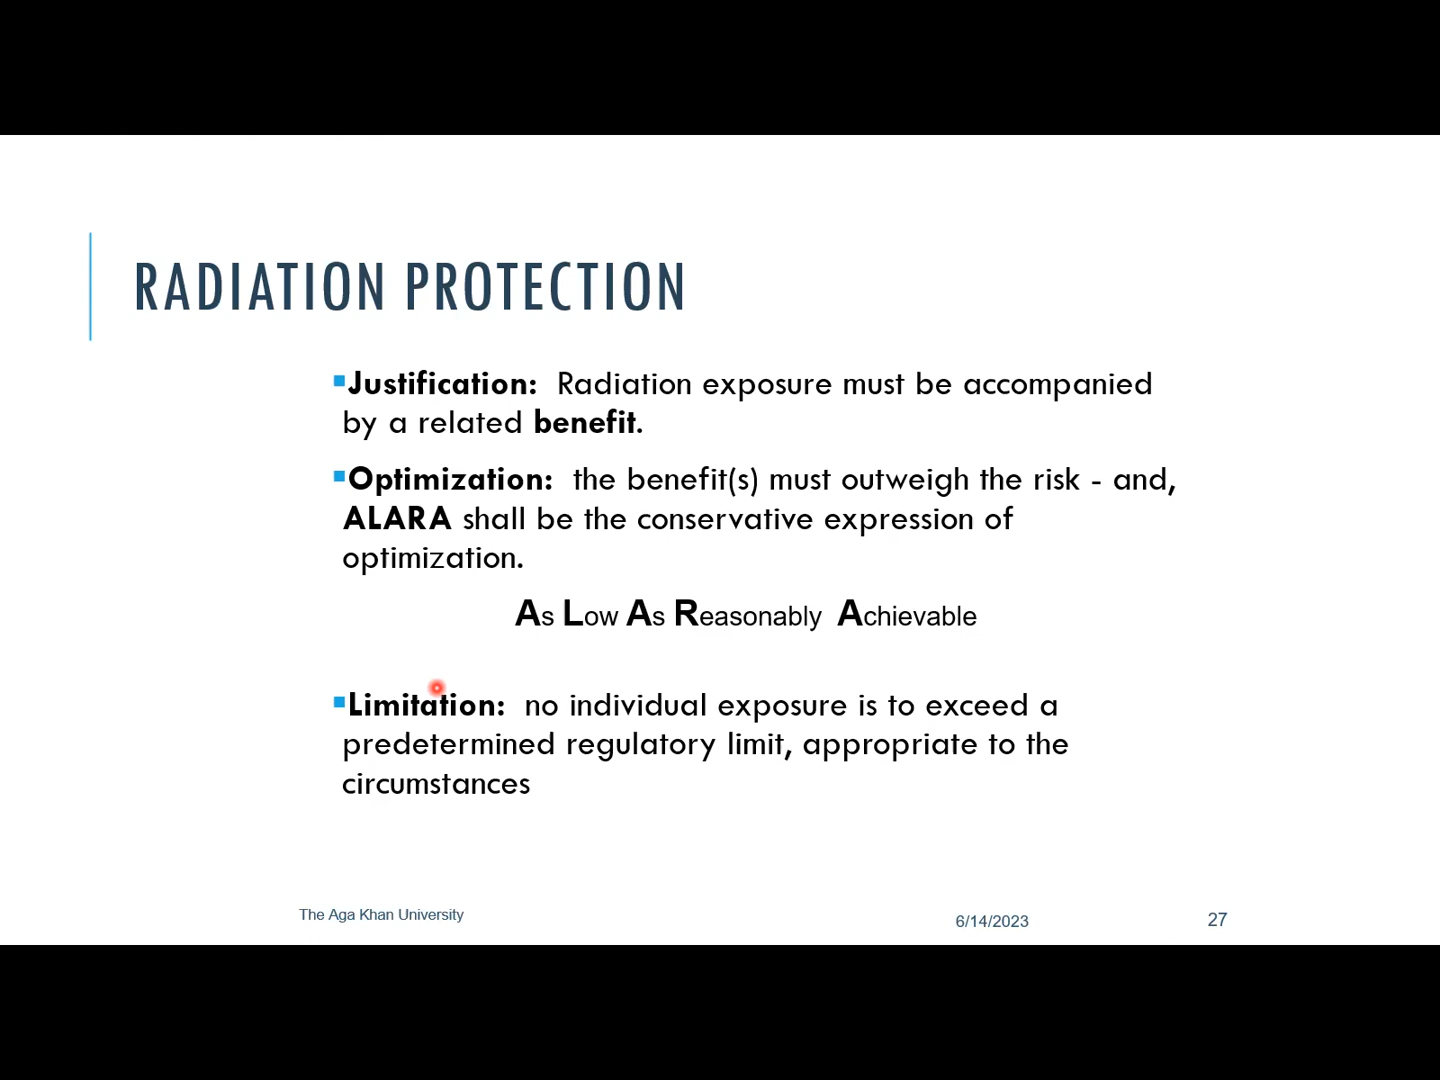 RADIATION PROTECTION
▪Justification: Radiation exposure must be accompanied
by a related benefit.
▪Optimization: the benefit(s) must outweigh the risk - and,
ALARA shall be the conservative expression of
optimization.
As Low As Reasonably Achievable
▪Limitation: no individual exposure is to exceed a
predetermined regulatory limit, appropriate to the
circumstances
The Aga Khan University
6/14/2023
27